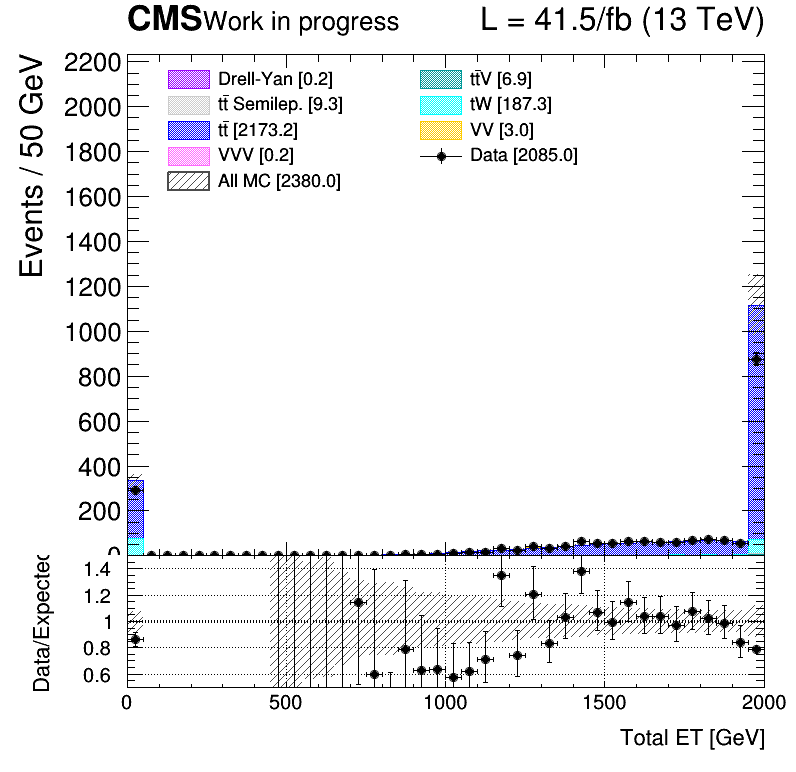 CMS Work in progress L = 41.5/fb (13 TeV)
Events / 50 GeV
2200
2000
1800
1600
1400
1200
1000
800
600
400
200
0
Drell-Yan [0.2]
tt̄ Semilep. [9.3]
tt̄ [2173.2]
VVV [0.2]
All MC [2380.0]
tt̄V [6.9]
tW [187.3]
VV [3.0]
Data [2085.0]
Data/Expected
1.4
1.2
1
0.8
0.6
0 500 1000 1500 2000
Total ET [GeV]